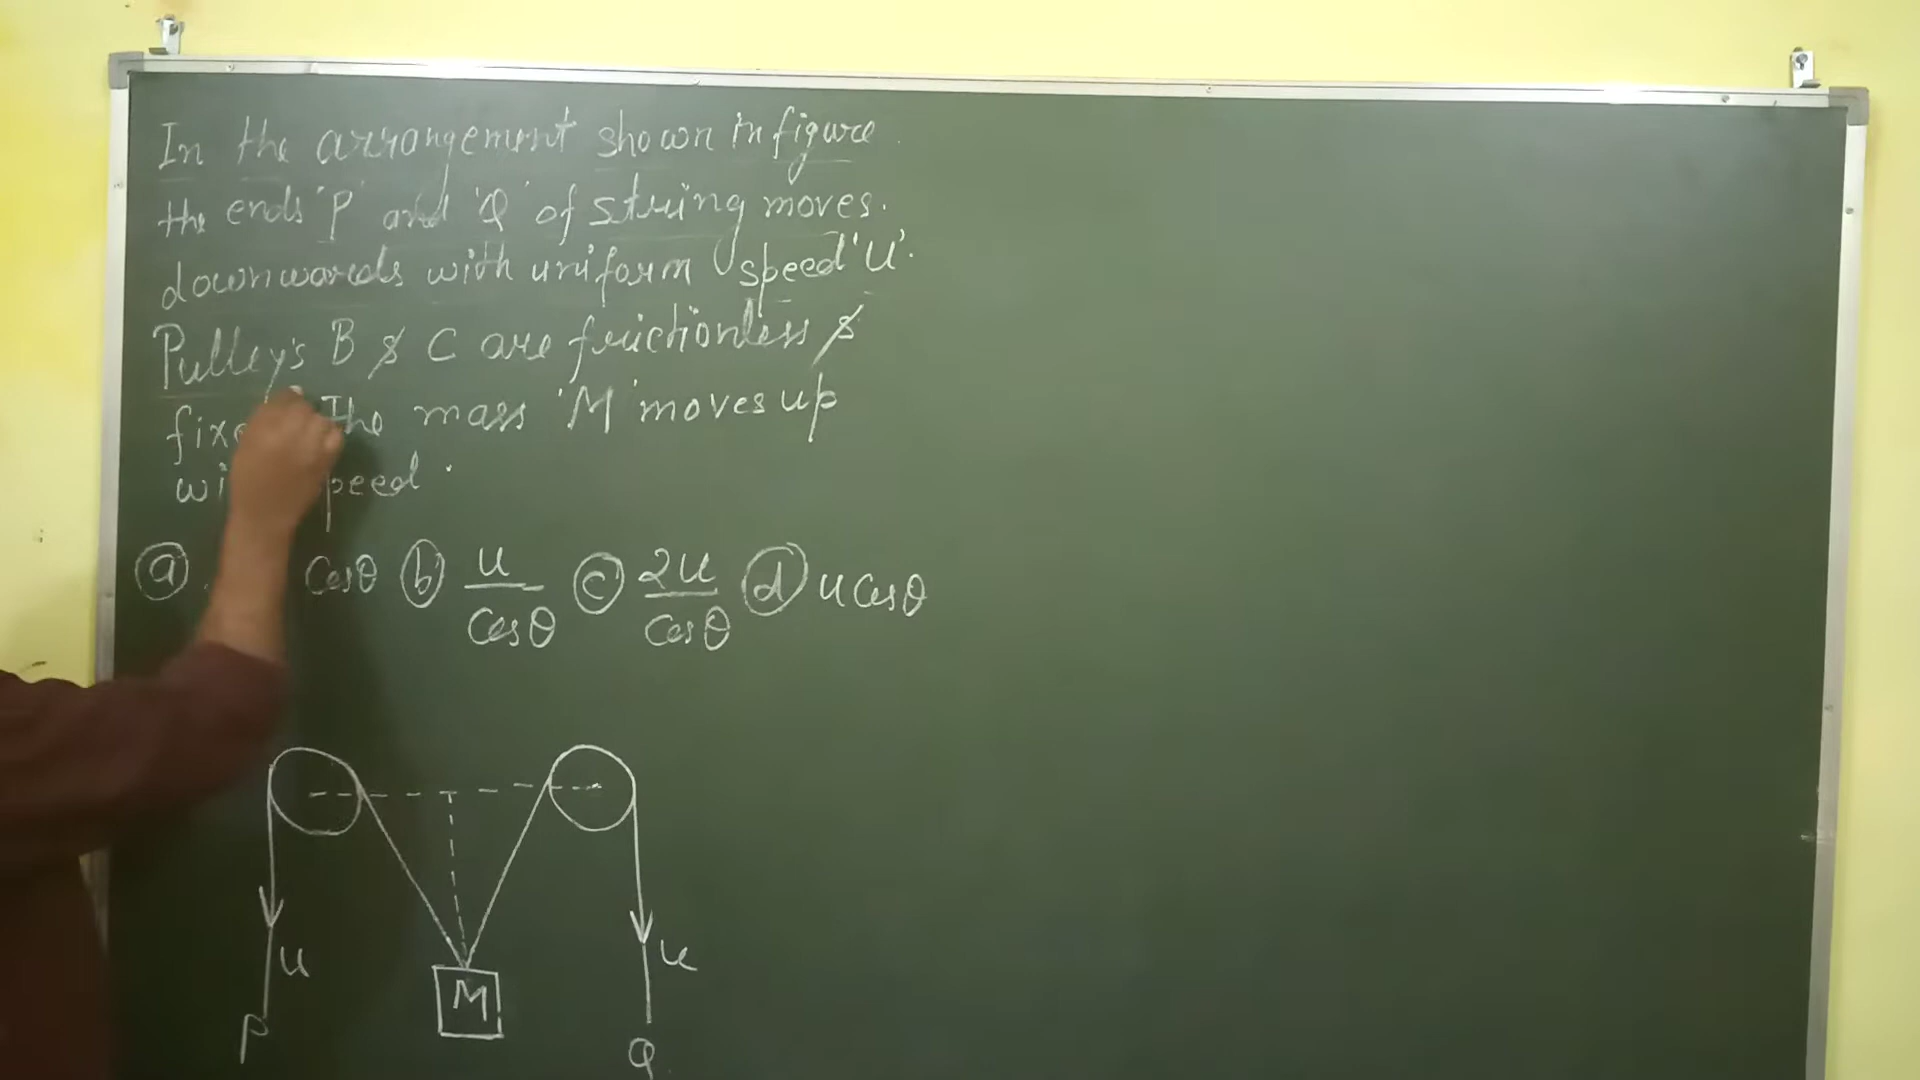 In the arrangement shown in figure.
the ends 'P' and 'Q' of string moves.
downwards with uniform speed 'U'.
Pulley's B & C are frictionless &
The mass 'M' moves up
ⓐ Cosθ ⓑ u/Cosθ ⓒ 2u/Cosθ ⓓ u Cosθ
u
u
M
P
Q